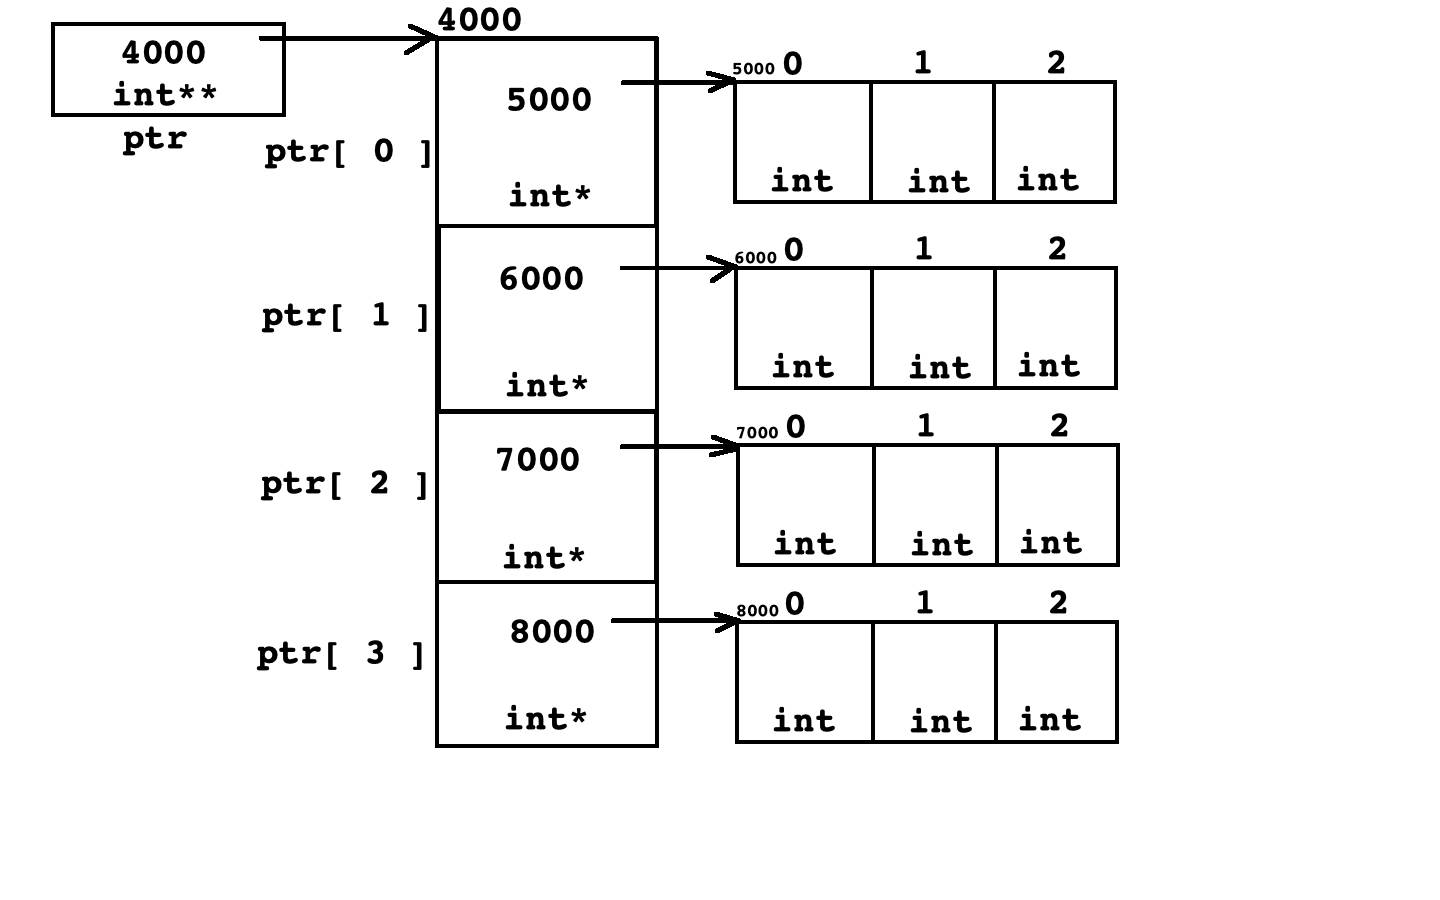 4000
4000
int**
ptr
5000 0 1 2
5000
ptr[ 0 ]
int*
int int int
6000 0 1 2
6000
ptr[ 1 ]
int*
int int int
7000 0 1 2
7000
ptr[ 2 ]
int*
int int int
8000 0 1 2
8000
ptr[ 3 ]
int*
int int int